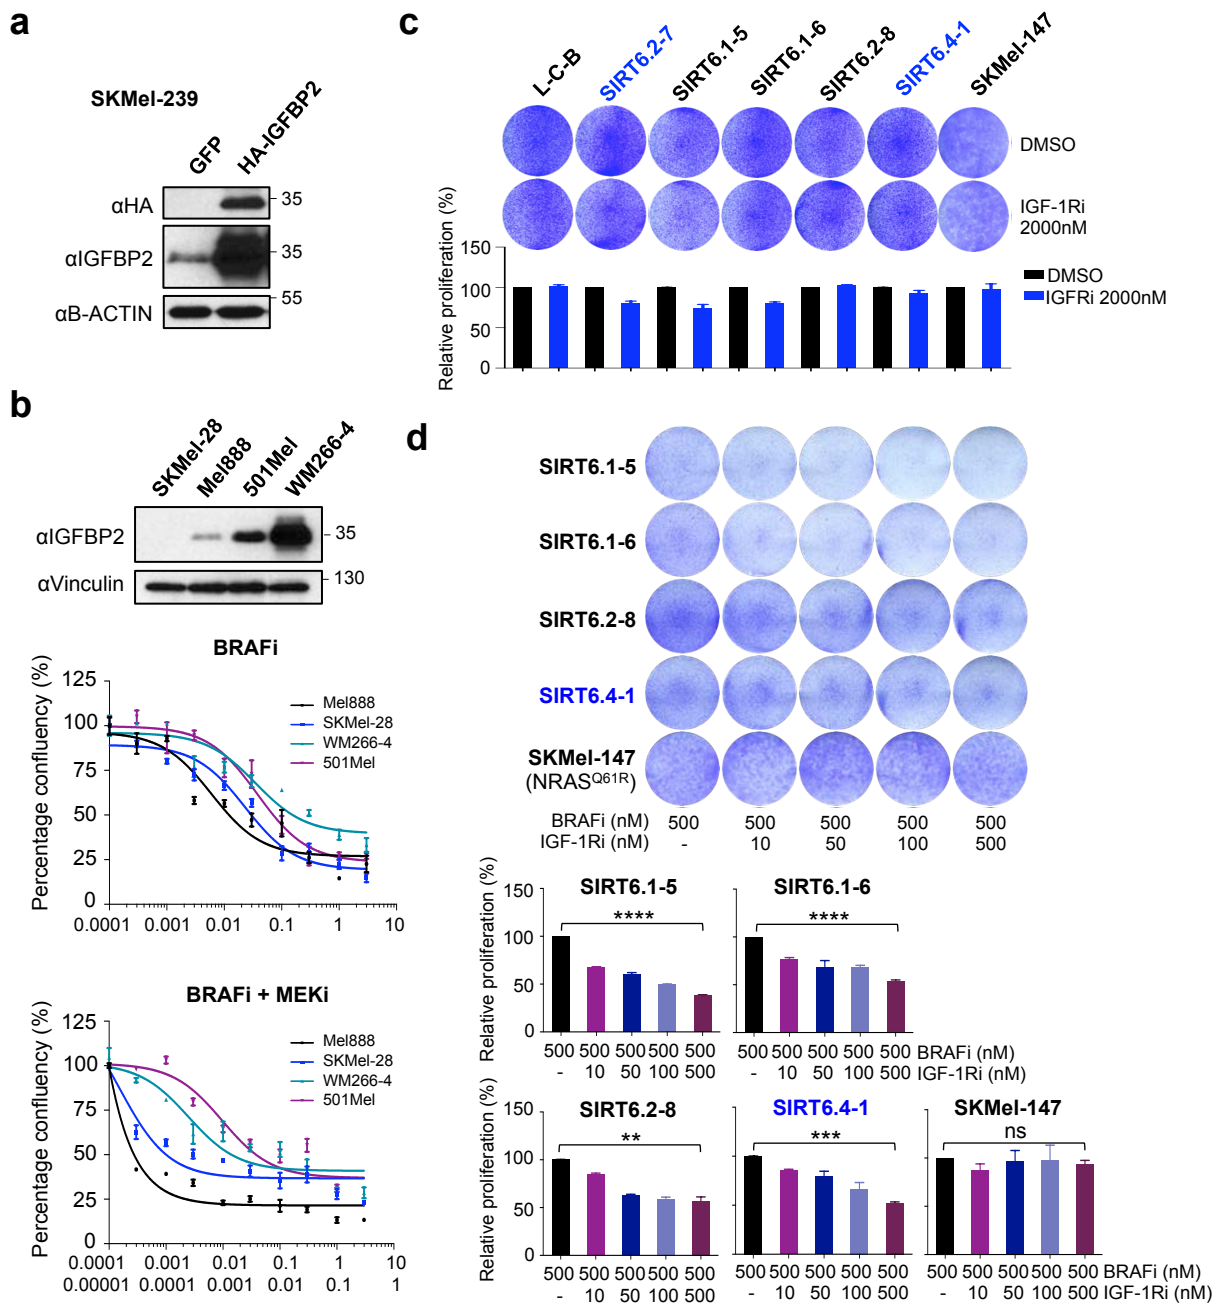 a
SKMel-239
GFP
HA-IGFBP2
αHA
35
αIGFBP2
35
αB-ACTIN
55
b
SKMel-28
Mel888
501Mel
WM266-4
αIGFBP2
35
αVinculin
130
BRAFi
Percentage confluency (%)
125
100
75
50
25
0
Mel888
SKMel-28
WM266-4
501Mel
0.0001 0.001 0.01 0.1 1 10
BRAFi + MEKi
Percentage confluency (%)
125
100
75
50
25
0
Mel888
SKMel-28
WM266-4
501Mel
0.0001 0.001 0.01 0.1 1 10
0.00001 0.0001 0.001 0.01 0.1 1
c
L-C-B
SIRT6.2-7
SIRT6.1-5
SIRT6.1-6
SIRT6.2-8
SIRT6.4-1
SKMel-147
DMSO
IGF-1Ri
2000nM
Relative proliferation (%)
150
100
50
0
DMSO
IGFRi 2000nM
d
SIRT6.1-5
SIRT6.1-6
SIRT6.2-8
SIRT6.4-1
SKMel-147
(NRASQ61R)
BRAFi (nM) 500 500 500 500 500
IGF-1Ri (nM) - 10 50 100 500
SIRT6.1-5
Relative proliferation (%)
150
100
50
0
****
500 500 500 500 500
- 10 50 100 500
SIRT6.1-6
****
500 500 500 500 500 BRAFi (nM)
- 10 50 100 500 IGF-1Ri (nM)
SIRT6.2-8
Relative proliferation (%)
150
100
50
0
**
500 500 500 500 500
- 10 50 100 500
SIRT6.4-1
***
500 500 500 500 500
- 10 50 100 500
SKMel-147
ns
500 500 500 500 500 BRAFi (nM)
- 10 50 100 500 IGF-1Ri (nM)